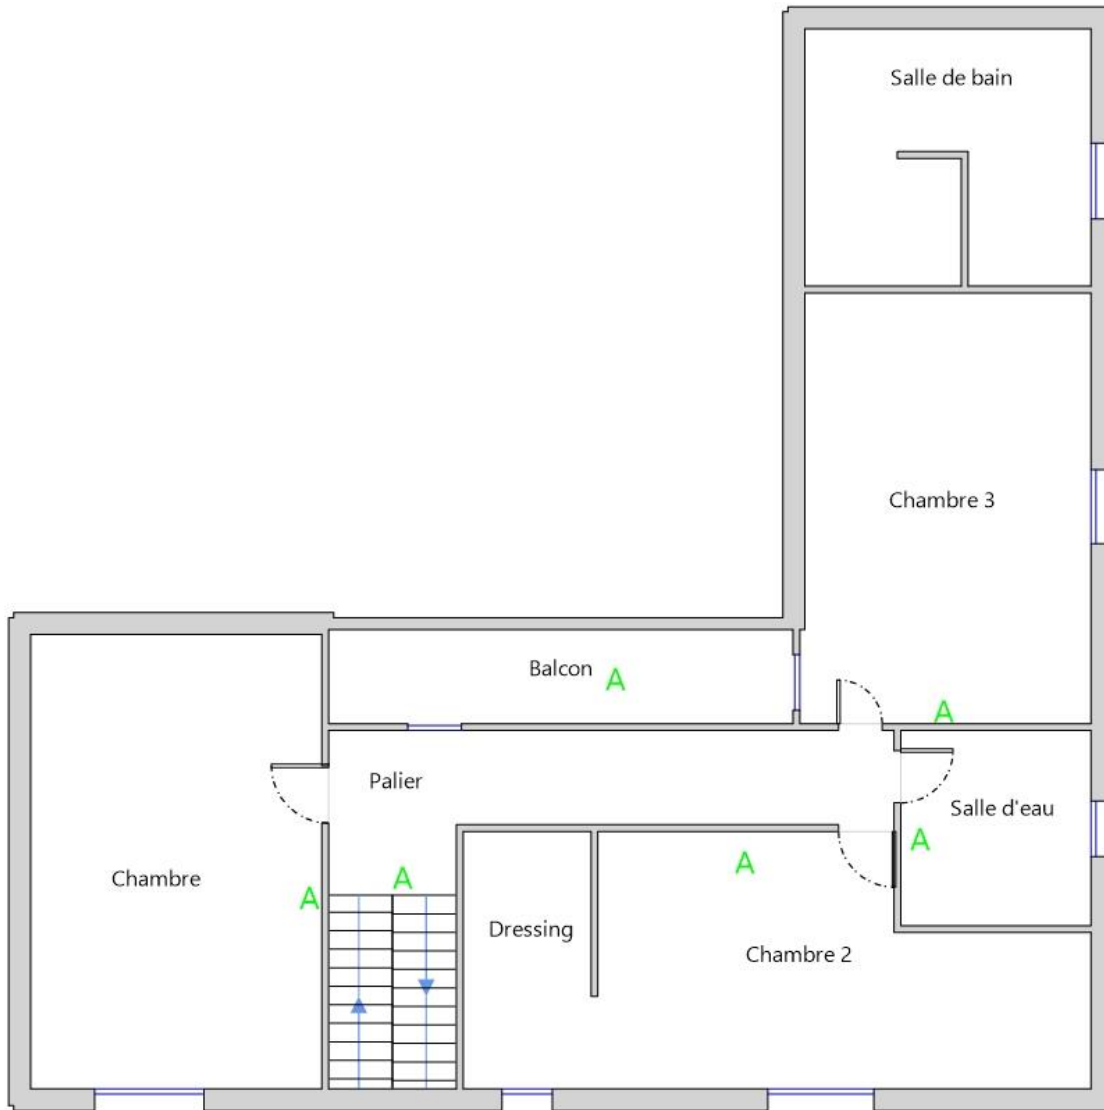 Salle de bain
Chambre 3
Balcon A
A
Palier
Salle d'eau
A
A
Chambre
A
A
Dressing
Chambre 2